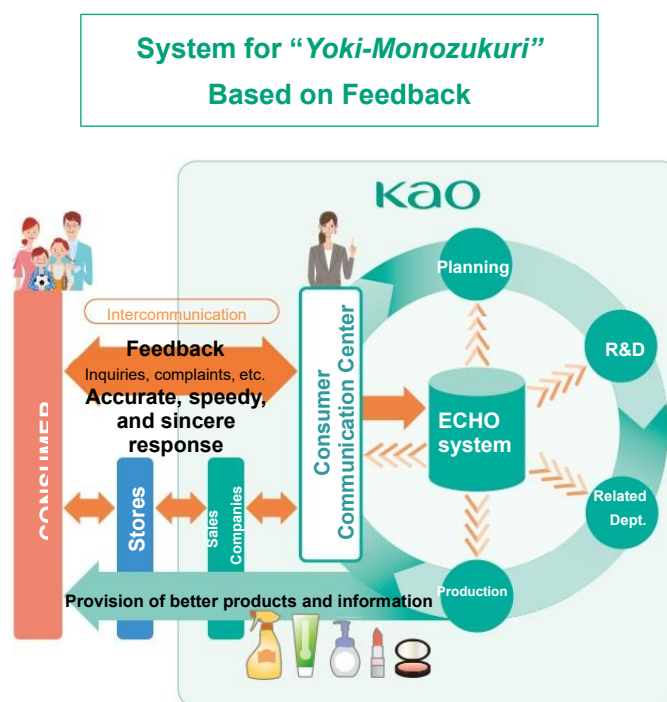 System for “Yoki-Monozukuri”
Based on Feedback
Kao
Planning
Intercommunication
Feedback
Inquiries, complaints, etc.
Accurate, speedy,
and sincere
response
CONSUMER
Stores
Sales
Companies
Consumer
Communication Center
ECHO
system
R&D
Related
Dept.
Production
Provision of better products and information